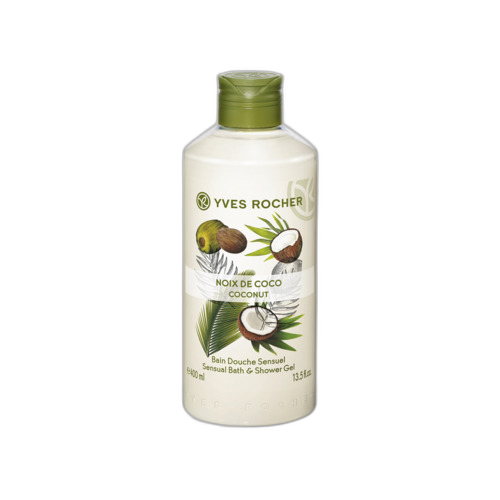 YVES ROCHER
NOIX DE COCO
COCONUT
Bain Douche Sensuel
Sensual Bath & Shower Gel
℮400 ml 13.5 fl.oz.